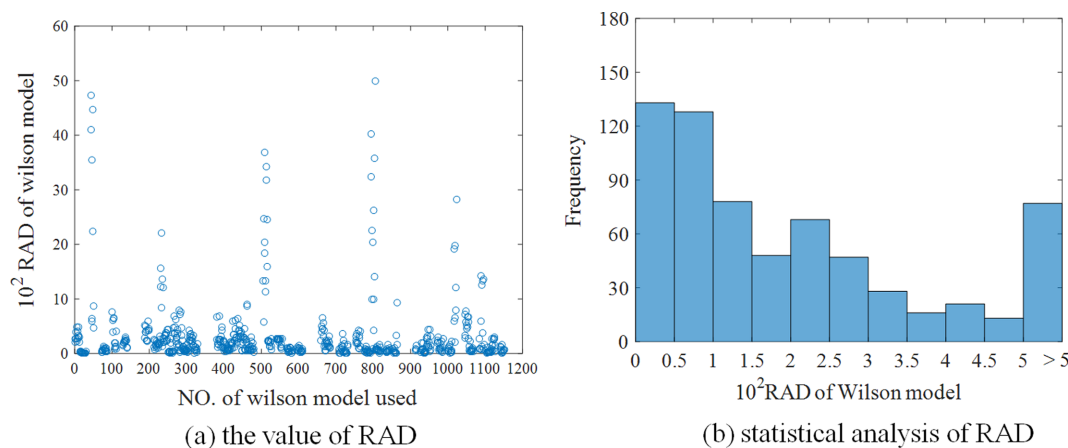 60
50
40
30
20
10
0
10² RAD of wilson model
0 100 200 300 400 500 600 700 800 900 1000 1100 1200
NO. of wilson model used
(a) the value of RAD
180
150
120
90
60
30
0
Frequency
0 0.5 1 1.5 2 2.5 3 3.5 4 4.5 5 > 5
10²RAD of Wilson model
(b) statistical analysis of RAD